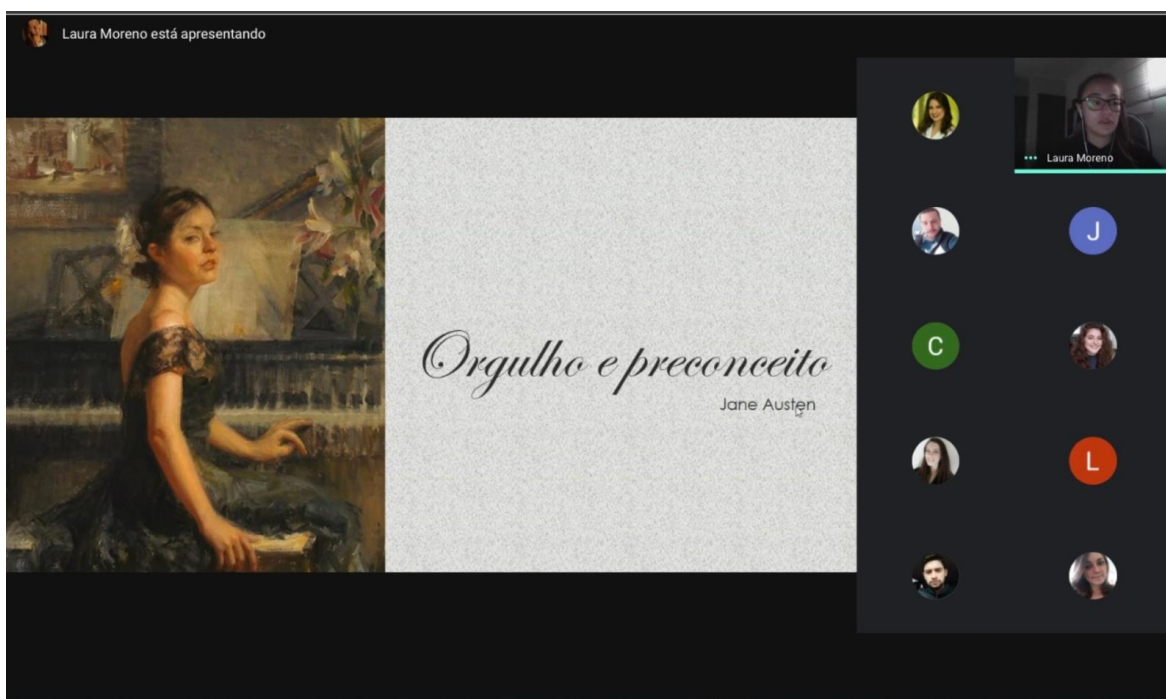 Laura Moreno está apresentando
Orgulho e preconceito
Jane Austen
Laura Moreno
J
C
L